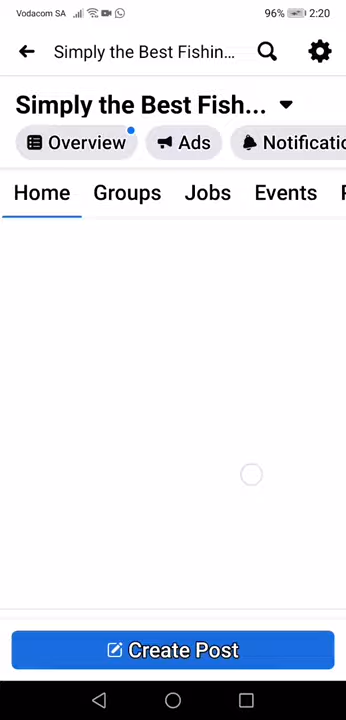 Vodacom SA 96% 2:20
Simply the Best Fishin...
Simply the Best Fish...
Overview Ads Notificatio
Home Groups Jobs Events
Create Post